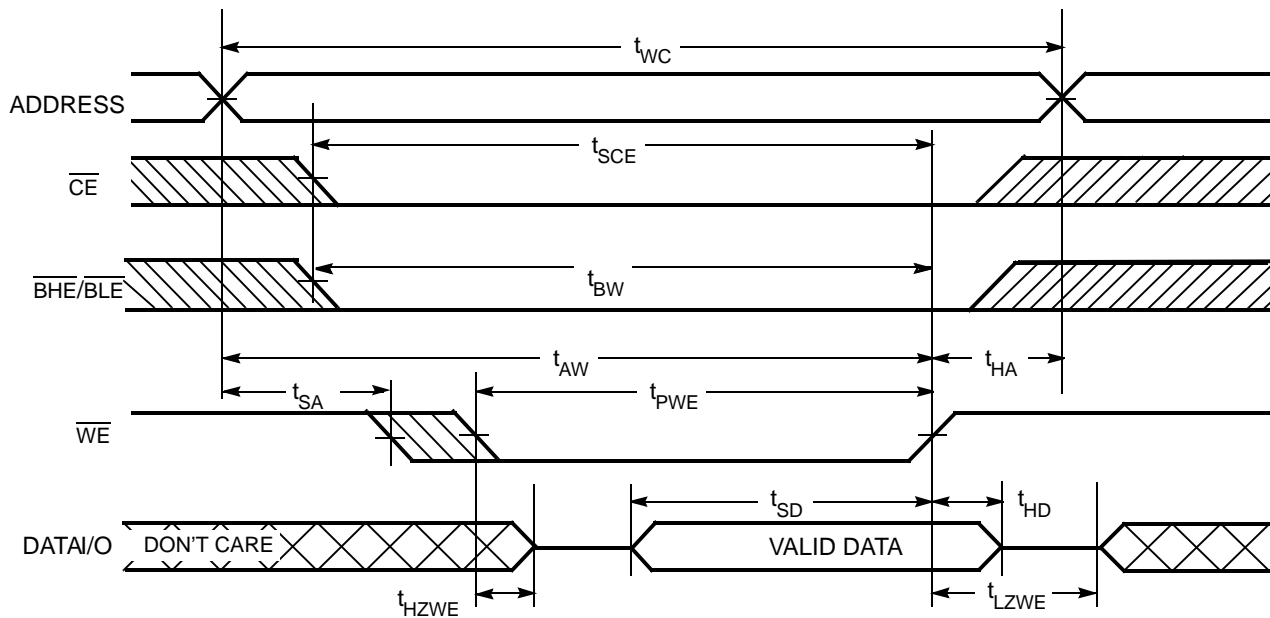 tWC
ADDRESS
tSCE
CE
tBW
BHE/BLE
tAW
tHA
tSA
tPWE
WE
tSD
tHD
DATAI/O
DON'T CARE
VALID DATA
tHZWE
tLZWE